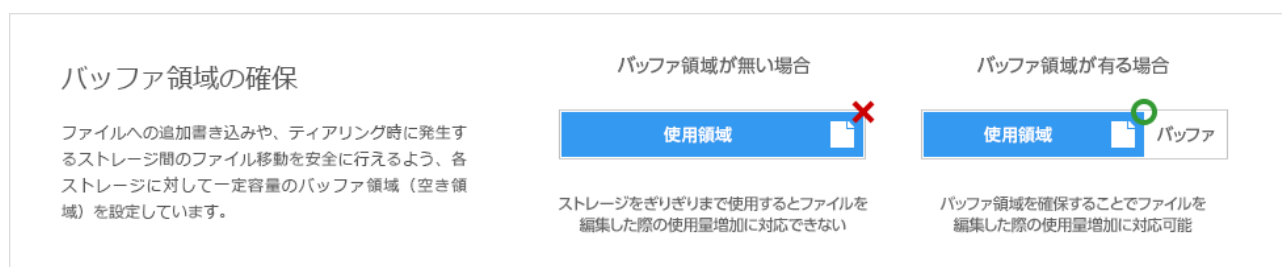 バッファ領域の確保
ファイルへの追加書き込みや、ティアリング時に発生す
るストレージ間のファイル移動を安全に行えるよう、各
ストレージに対して一定容量のバッファ領域（空き領
域）を設定しています。
バッファ領域が無い場合
使用領域
ストレージをぎりぎりまで使用するとファイルを
編集した際の使用量増加に対応できない
バッファ領域が有る場合
使用領域
バッファ
バッファ領域を確保することでファイルを
編集した際の使用量増加に対応可能